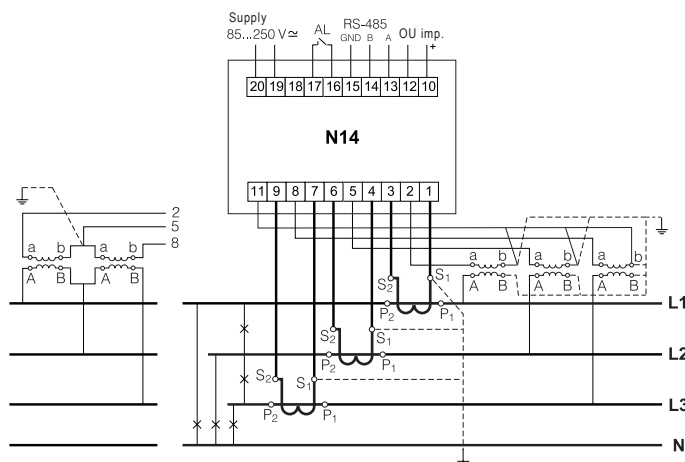 Supply
85...250 V≃
AL
RS-485
GND B A
OU imp.
+
20 19 18 17 16 15 14 13 12 10
N14
11 9 8 7 6 5 4 3 2 1
2
5
8
a b a b
A B A B
a b a b a b
A B A B A B
S2 S1
P2 P1
L1
S2 S1
P2 P1
L2
S2 S1
P2 P1
L3
N